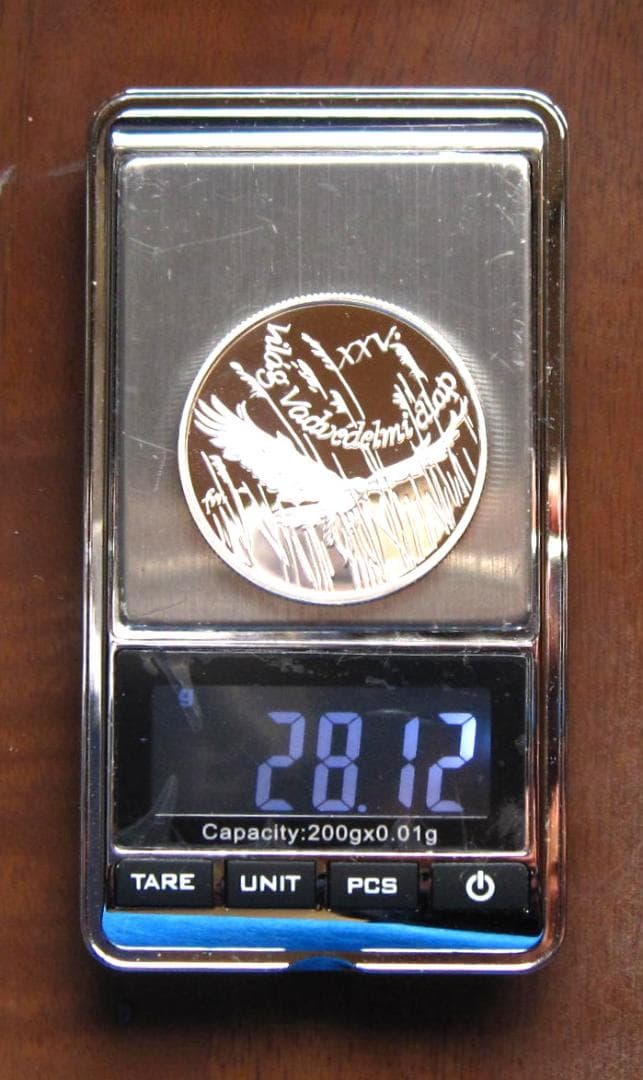 XXV.
Világ Vadvédelmi Alap
g
28.12
Capacity:200gx0.01g
TARE UNIT PCS